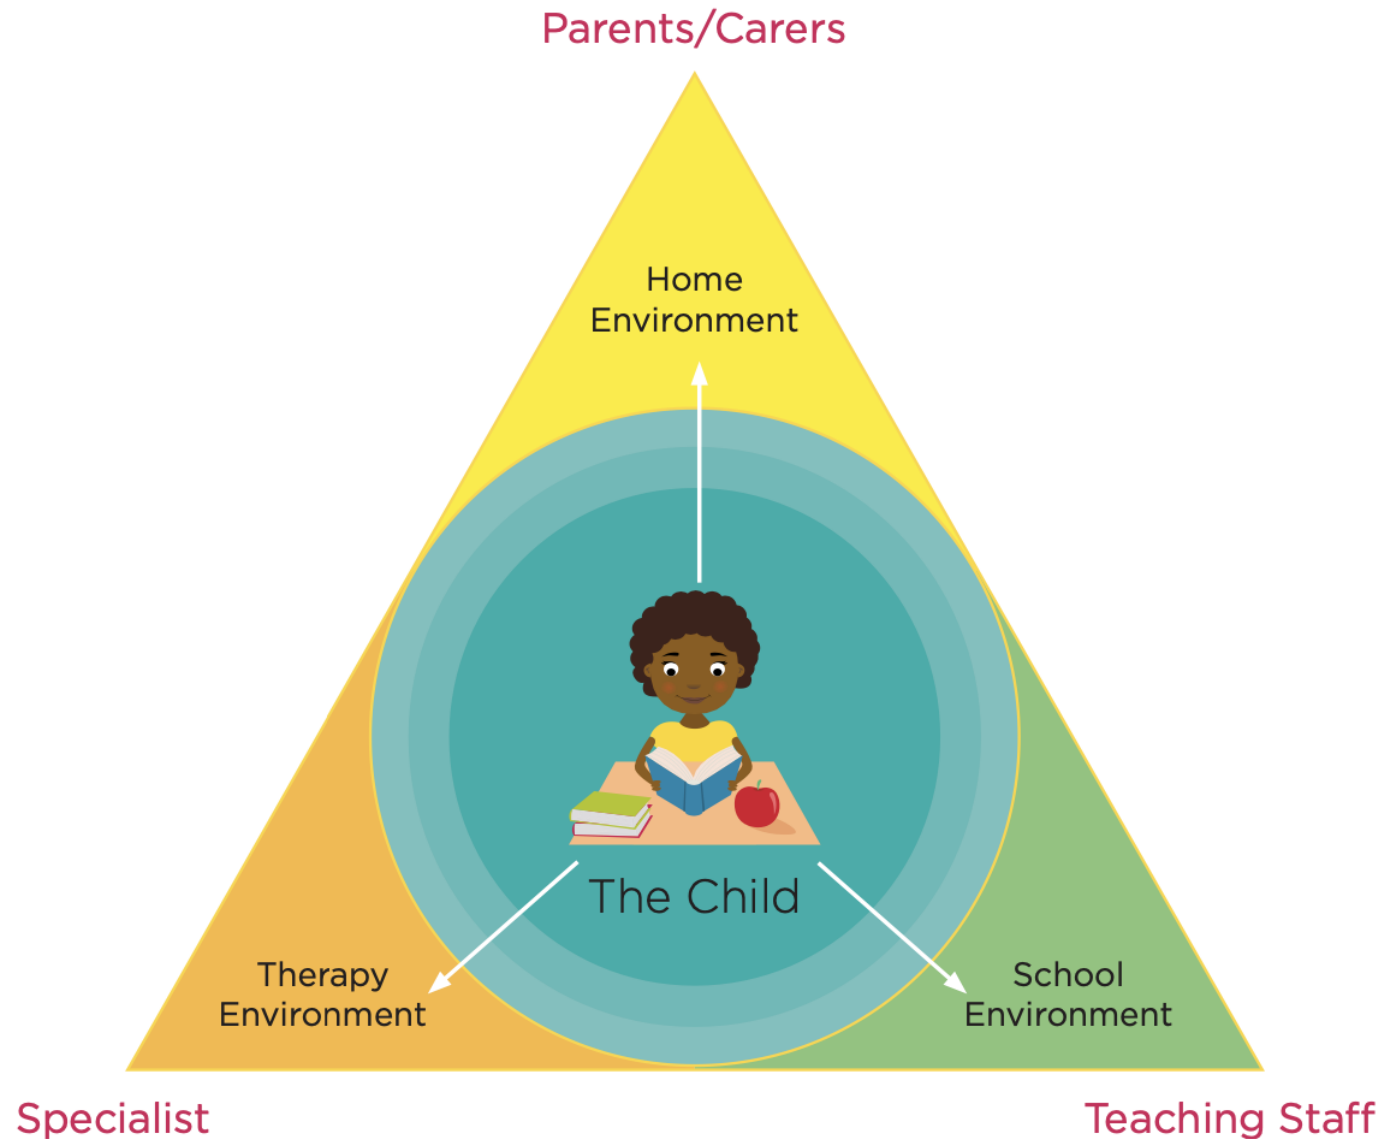 Parents/Carers
Home
Environment
The Child
Therapy
Environment
School
Environment
Specialist
Teaching Staff